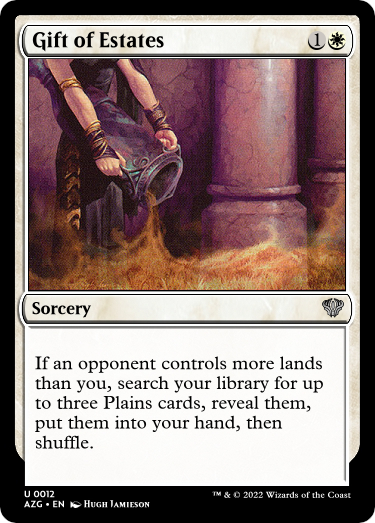 Gift of Estates 1
Sorcery
If an opponent controls more lands
than you, search your library for up
to three Plains cards, reveal them,
put them into your hand, then
shuffle.
U 0012
AZG • EN Hugh Jamieson
™ & © 2022 Wizards of the Coast